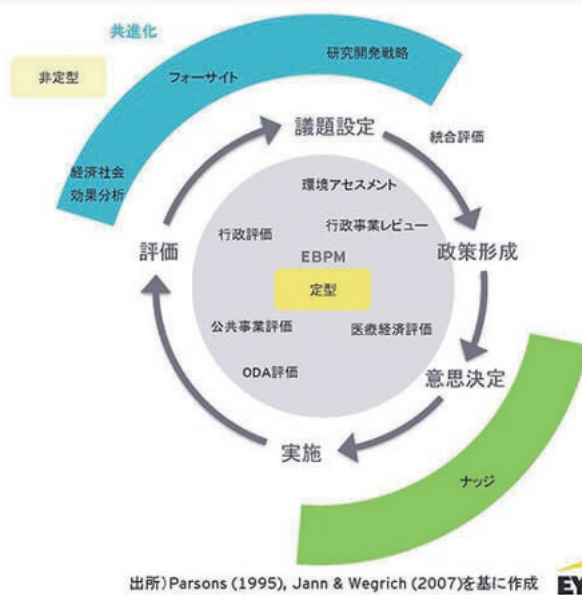 共進化
非定型
フォーサイト
研究開発戦略
経済社会
効果分析
議題設定
統合評価
環境アセスメント
行政事業レビュー
行政評価
評価
政策形成
EBPM
定型
公共事業評価
医療経済評価
ODA評価
意思決定
実施
ナッジ
出所）Parsons (1995), Jann & Wegrich (2007)を基に作成
EY